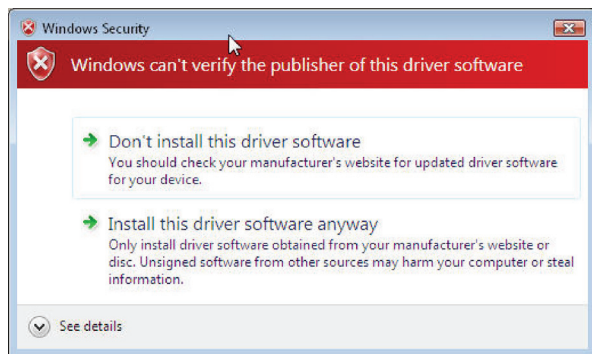 Windows Security
Windows can't verify the publisher of this driver software
Don't install this driver software
You should check your manufacturer's website for updated driver software
for your device.
Install this driver software anyway
Only install driver software obtained from your manufacturer's website or
disc. Unsigned software from other sources may harm your computer or steal
information.
See details